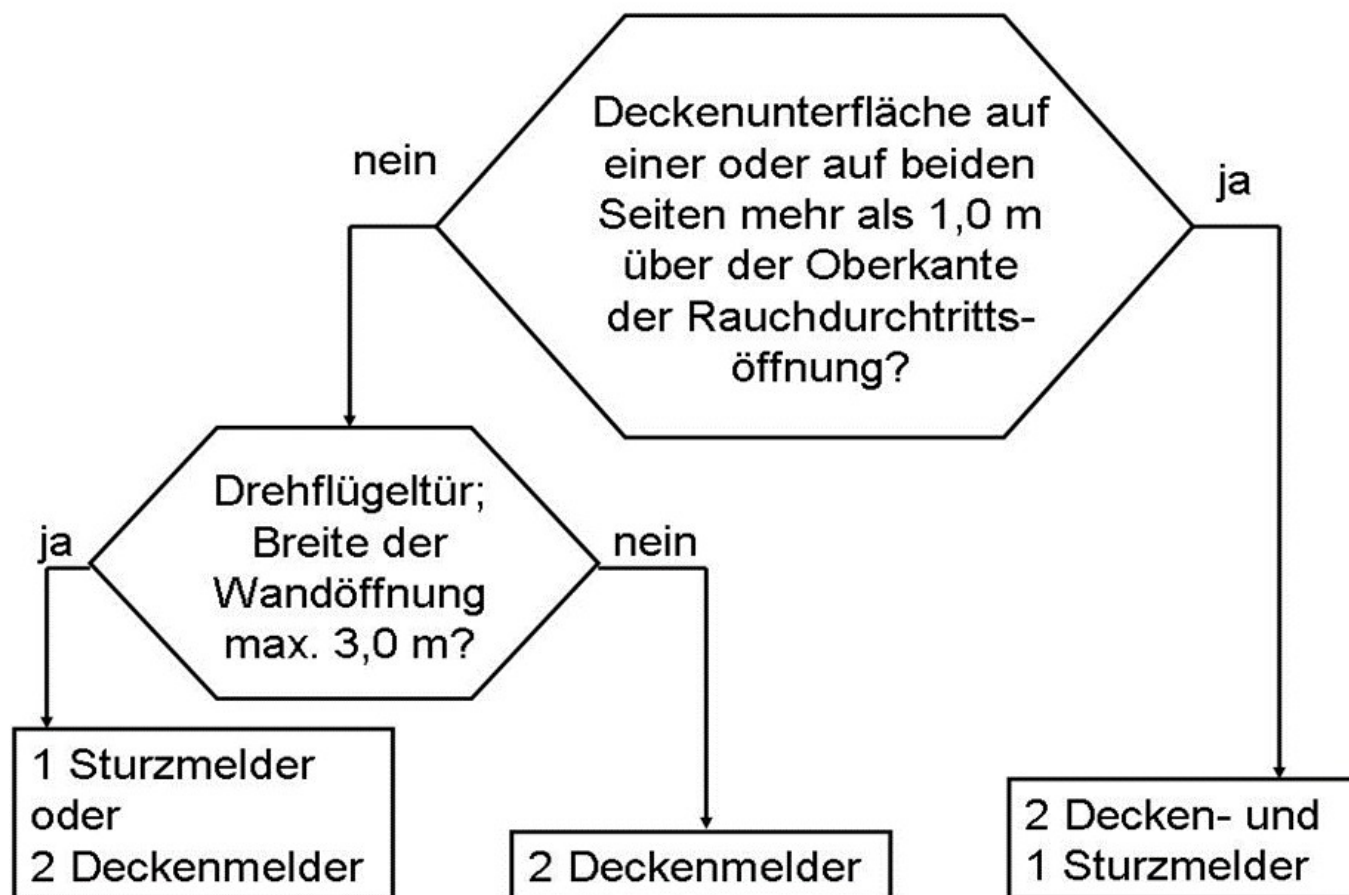 Deckenunterfläche auf
einer oder auf beiden
Seiten mehr als 1,0 m
über der Oberkante
der Rauchdurchtritts-
öffnung?
nein
ja
Drehflügeltür;
Breite der
Wandöffnung
max. 3,0 m?
ja
nein
1 Sturzmelder
oder
2 Deckenmelder
2 Deckenmelder
2 Decken- und
1 Sturzmelder